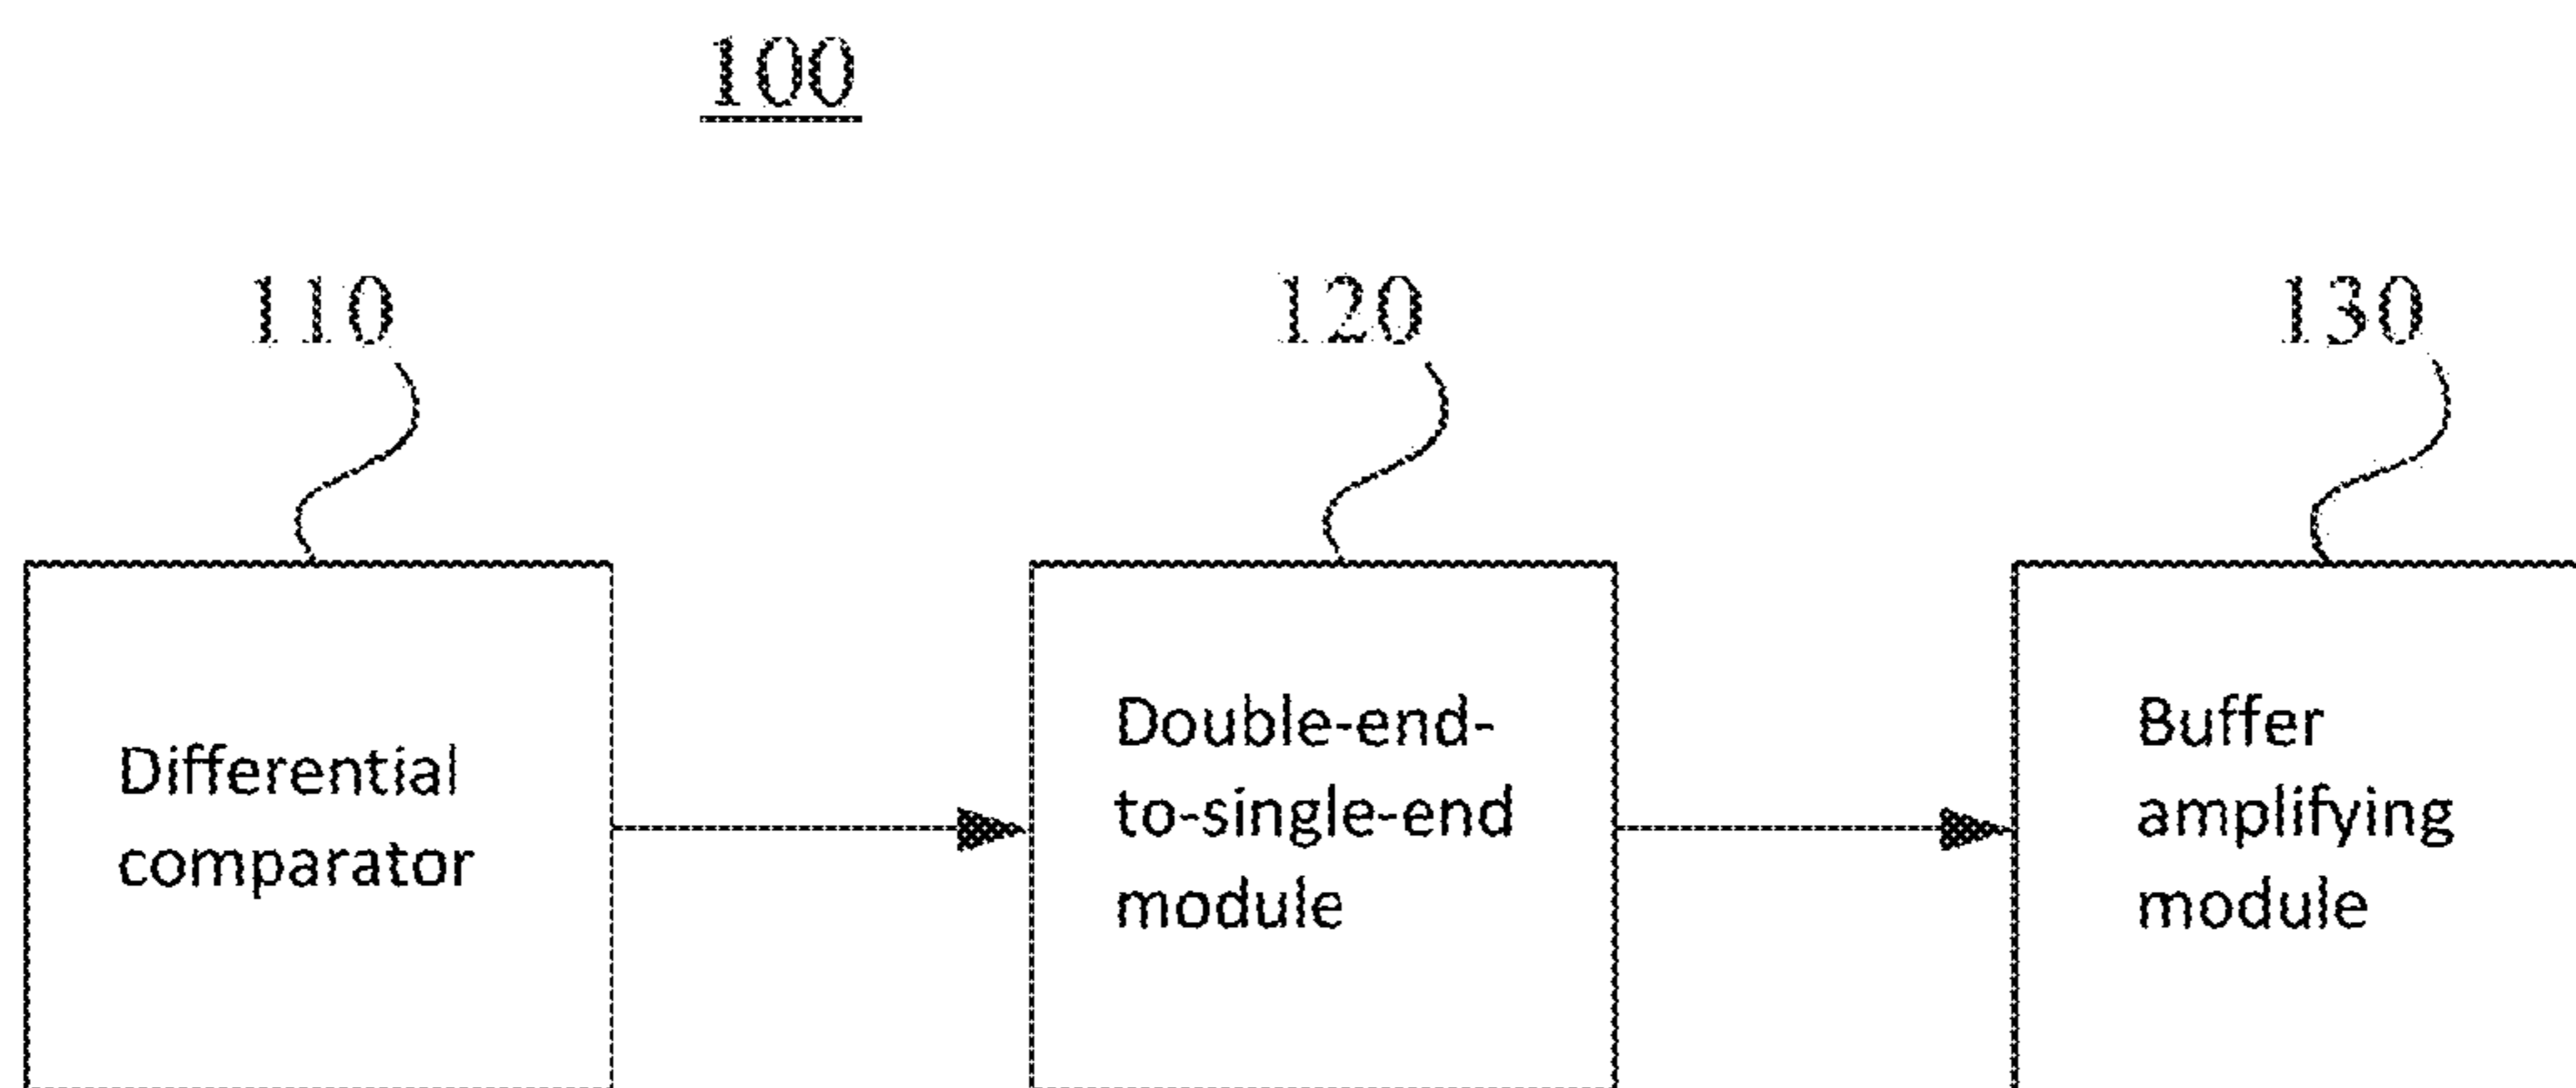 100
110
120
130
Differential
comparator
Double-end-
to-single-end
module
Buffer
amplifying
module